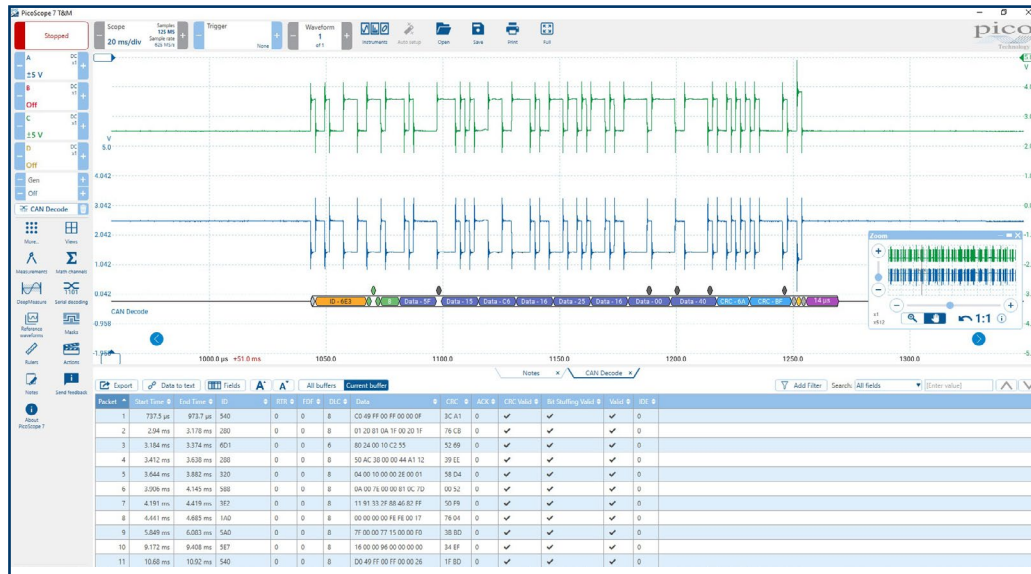 PicoScope 7 T&M
Stopped
Scope
20 ms/div
Samples
125 MS
Sample rate
625 MS/s
Trigger
None
Waveform
1
of 1
Instruments
Auto setup
Open
Save
Print
Full
pico
Technology
A
DC
x1
±5 V
B
DC
x1
Off
C
DC
x1
±5 V
D
DC
x1
Off
Gen
Off
CAN Decode
More...
Views
Measurements
Math channels
DeepMeasure
Serial decoding
Reference waveforms
Masks
Rulers
Actions
Notes
Send feedback
About PicoScope 7
V
5.0
4.042
3.042
2.042
1.042
0.042
-0.958
-1.958
V
CAN Decode
ID - 6E3
8
Data - 5F
Data - 15
Data - C6
Data - 16
Data - 25
Data - 16
Data - 00
Data - 40
CRC - 6A
CRC - BF
14 µs
1000.0 µs +51.0 ms
1050.0
1100.0
1150.0
1200.0
1250.0
1300.0
Zoom
x1
1:1
Notes x
CAN Decode x
Export
Data to text
Fields
A
A
All buffers
Current buffer
Add Filter
Search: All fields
[Enter value]
Packet Start Time End Time ID RTR FDF DLC Data CRC ACK CRC Valid Bit Stuffing Valid Valid IDE
1 737.5 µs 973.7 µs 540 0 0 8 C0 49 FF 00 FF 00 00 0F 3C A1 0 ✔ ✔ ✔ 0
2 2.94 ms 3.178 ms 280 0 0 8 01 20 81 0A 1F 00 20 1F 76 CB 0 ✔ ✔ ✔ 0
3 3.184 ms 3.374 ms 6D1 0 0 6 80 24 00 10 C2 55 52 69 0 ✔ ✔ ✔ 0
4 3.412 ms 3.638 ms 288 0 0 8 50 AC 38 00 00 44 A1 12 39 EE 0 ✔ ✔ ✔ 0
5 3.644 ms 3.882 ms 320 0 0 8 04 00 10 00 00 2E 00 01 58 D4 0 ✔ ✔ ✔ 0
6 3.906 ms 4.145 ms 588 0 0 8 0A 00 7E 00 00 81 0C 7D 00 52 0 ✔ ✔ ✔ 0
7 4.191 ms 4.419 ms 3E2 0 0 8 11 91 33 2F 88 46 82 FF 50 F9 0 ✔ ✔ ✔ 0
8 4.441 ms 4.685 ms 1A0 0 0 8 00 00 00 00 FE FE 00 17 76 04 0 ✔ ✔ ✔ 0
9 5.849 ms 6.083 ms 5A0 0 0 8 7F 00 00 77 15 00 00 F0 3B BD 0 ✔ ✔ ✔ 0
10 9.172 ms 9.408 ms 5E7 0 0 8 16 00 00 96 00 00 00 00 34 EF 0 ✔ ✔ ✔ 0
11 10.68 ms 10.92 ms 540 0 0 8 D0 49 FF 00 FF 00 00 26 1F BD 0 ✔ ✔ ✔ 0